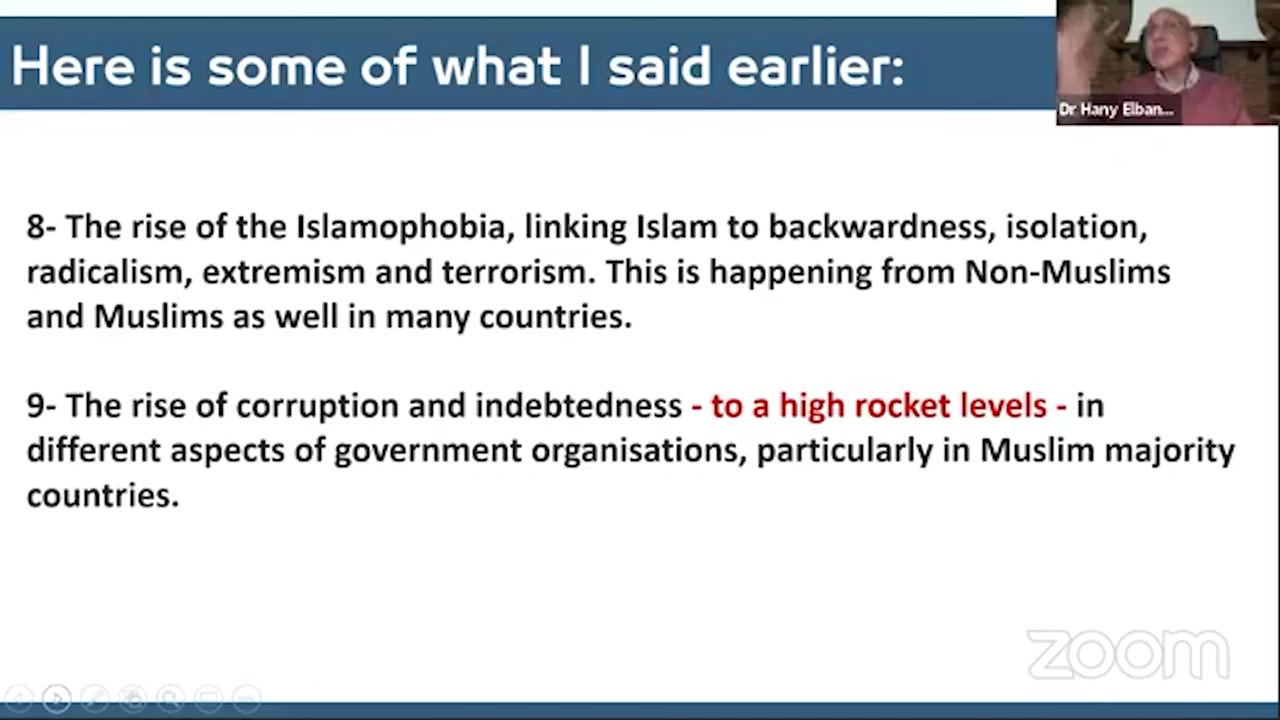 Here is some of what I said earlier:
Dr Hany Elban...
8- The rise of the Islamophobia, linking Islam to backwardness, isolation,
radicalism, extremism and terrorism. This is happening from Non-Muslims
and Muslims as well in many countries.
9- The rise of corruption and indebtedness - to a high rocket levels - in
different aspects of government organisations, particularly in Muslim majority
countries.
zoom